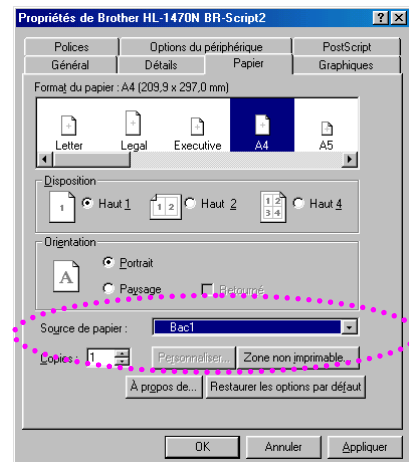 Propriétés de Brother HL-1470N BR-Script2
Polices Options du périphérique PostScript
Général Détails Papier Graphiques
Format du papier : A4 (209,9 x 297,0 mm)
Letter Legal Executive A4 A5
Disposition
1 Haut 1 1 2 Haut 2 1 2 3 4 Haut 4
Orientation
A Portrait
Paysage Retourné
Source de papier : Bac1
Copies : 1 Personnaliser... Zone non imprimable...
À propos de... Restaurer les options par défaut
OK Annuler Appliquer